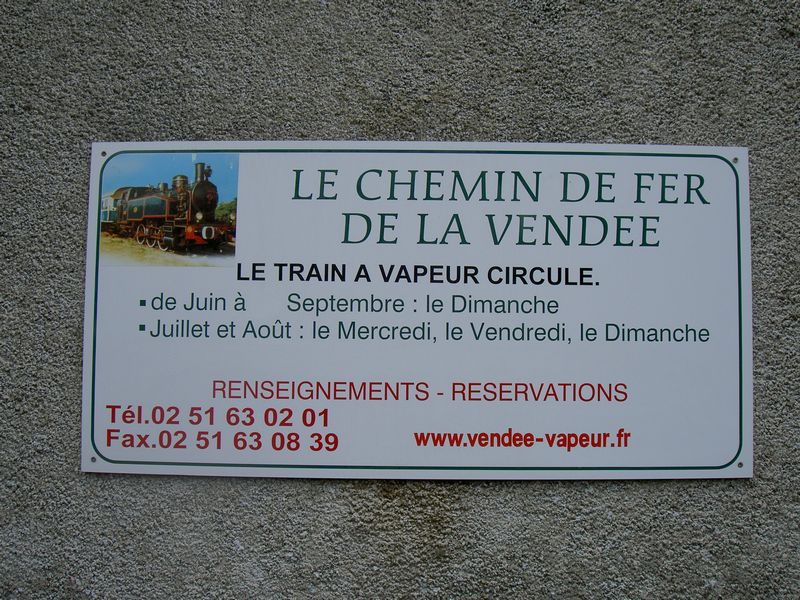 LE CHEMIN DE FER
DE LA VENDEE
LE TRAIN A VAPEUR CIRCULE.
▪ de Juin à Septembre : le Dimanche
▪ Juillet et Août : le Mercredi, le Vendredi, le Dimanche
RENSEIGNEMENTS - RESERVATIONS
Tél.02 51 63 02 01
Fax.02 51 63 08 39
www.vendee-vapeur.fr